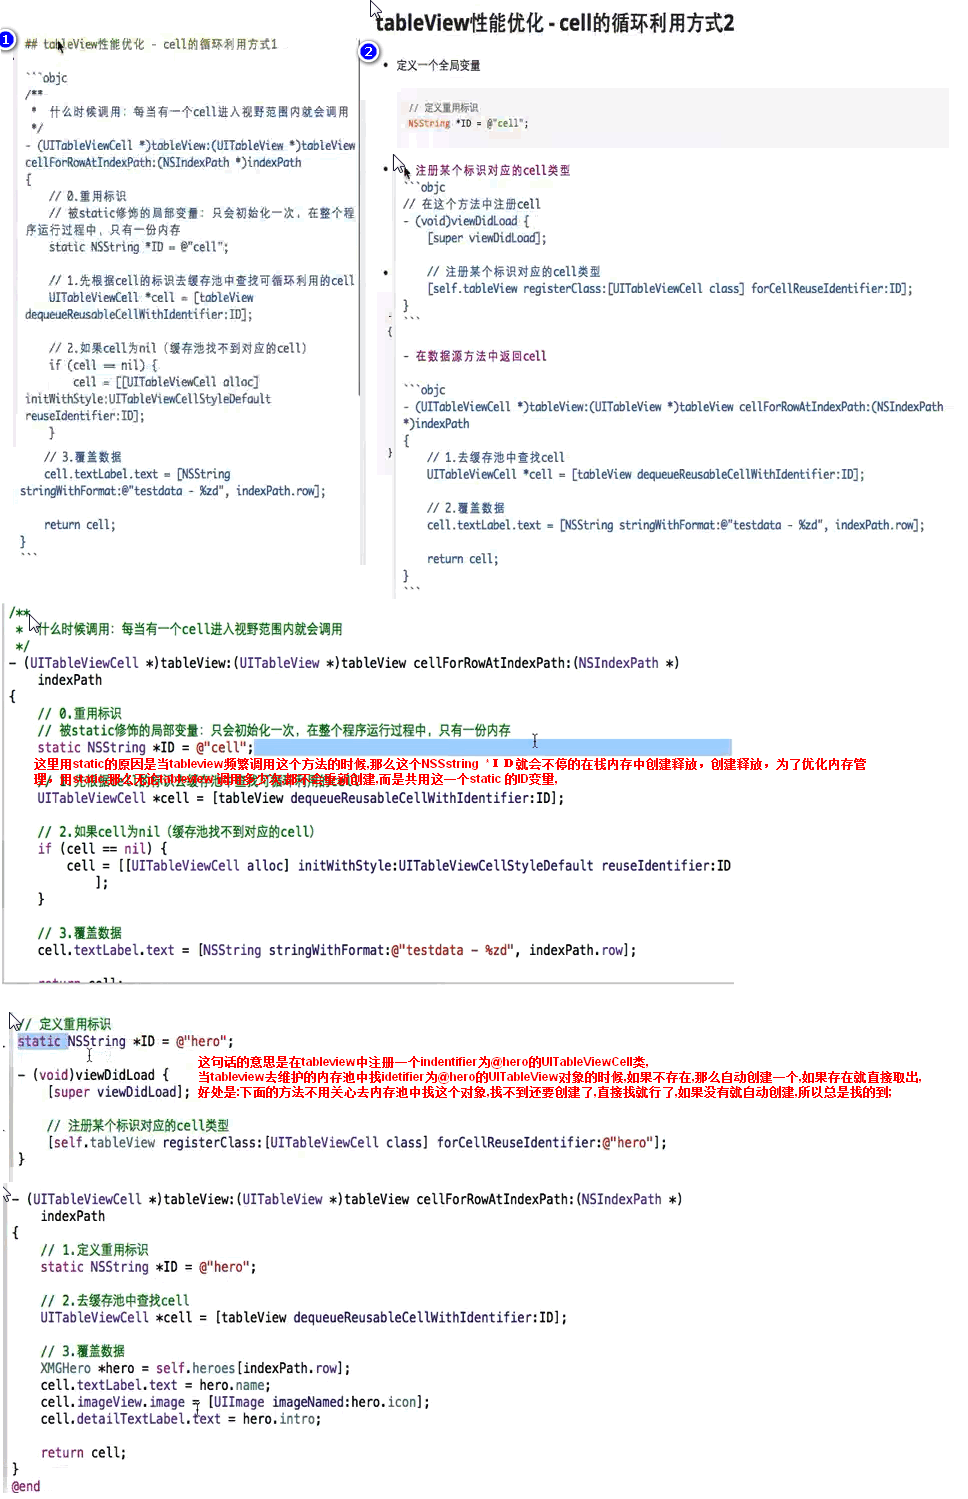 1
## tableView性能优化 - cell的循环利用方式1
```objc
/**
 *  什么时候调用：每当有一个cell进入视野范围内就会调用
 */
- (UITableViewCell *)tableView:(UITableView *)tableView
cellForRowAtIndexPath:(NSIndexPath *)indexPath
{
    // 0.重用标识
    // 被static修饰的局部变量：只会初始化一次，在整个程
序运行过程中，只有一份内存
    static NSString *ID = @"cell";
    // 1.先根据cell的标识去缓存池中查找可循环利用的cell
    UITableViewCell *cell = [tableView
dequeueReusableCellWithIdentifier:ID];
    // 2.如果cell为nil（缓存池找不到对应的cell）
    if (cell == nil) {
        cell = [[UITableViewCell alloc]
initWithStyle:UITableViewCellStyleDefault
reuseIdentifier:ID];
    }
    // 3.覆盖数据
    cell.textLabel.text = [NSString
stringWithFormat:@"testdata - %zd", indexPath.row];
    return cell;
}
```
tableView性能优化 - cell的循环利用方式2
2
• 定义一个全局变量
// 定义重用标识
NSString *ID = @"cell";
• 注册某个标识对应的cell类型
```objc
// 在这个方法中注册cell
- (void)viewDidLoad {
    [super viewDidLoad];
    // 注册某个标识对应的cell类型
    [self.tableView registerClass:[UITableViewCell class] forCellReuseIdentifier:ID];
}
```
- 在数据源方法中返回cell
```objc
- (UITableViewCell *)tableView:(UITableView *)tableView cellForRowAtIndexPath:(NSIndexPath
*)indexPath
{
    // 1.去缓存池中查找cell
    UITableViewCell *cell = [tableView dequeueReusableCellWithIdentifier:ID];
    // 2.覆盖数据
    cell.textLabel.text = [NSString stringWithFormat:@"testdata - %zd", indexPath.row];
    return cell;
}
```
/**
 *  什么时候调用：每当有一个cell进入视野范围内就会调用
 */
- (UITableViewCell *)tableView:(UITableView *)tableView cellForRowAtIndexPath:(NSIndexPath *)
    indexPath
{
    // 0.重用标识
    // 被static修饰的局部变量：只会初始化一次，在整个程序运行过程中，只有一份内存
    static NSString *ID = @"cell";
这里用static的原因是当tableview频繁调用这个方法的时候,那么这个NSSstring *ID就会不停的在栈内存中创建释放，创建释放，为了优化内存管
理，用static,那么无论tableview调用多少次都不会重新创建,而是共用这一个static 的ID变里,
    UITableViewCell *cell = [tableView dequeueReusableCellWithIdentifier:ID];
    // 2.如果cell为nil（缓存池找不到对应的cell）
    if (cell == nil) {
        cell = [[UITableViewCell alloc] initWithStyle:UITableViewCellStyleDefault reuseIdentifier:ID
            ];
    }
    // 3.覆盖数据
    cell.textLabel.text = [NSString stringWithFormat:@"testdata - %zd", indexPath.row];
    return cell;
// 定义重用标识
static NSString *ID = @"hero";
这句话的意思是在tableview中注册一个indentifier为@hero的UITableViewCell类,
- (void)viewDidLoad {
当tableview去维护的内存池中找idetifier为@hero的UITableView对象的时候,如果不存在,那么自动创建一个,如果存在就直接取出,
    [super viewDidLoad];
好处是:下面的方法不用关心去内存池中找这个对象,找不到还要创建了,直接找就行了,如果没有就自动创建,所以总是找的到;
    // 注册某个标识对应的cell类型
    [self.tableView registerClass:[UITableViewCell class] forCellReuseIdentifier:@"hero"];
}
- (UITableViewCell *)tableView:(UITableView *)tableView cellForRowAtIndexPath:(NSIndexPath *)
    indexPath
{
    // 1.定义重用标识
    static NSString *ID = @"hero";
    // 2.去缓存池中查找cell
    UITableViewCell *cell = [tableView dequeueReusableCellWithIdentifier:ID];
    // 3.覆盖数据
    XMGHero *hero = self.heroes[indexPath.row];
    cell.textLabel.text = hero.name;
    cell.imageView.image = [UIImage imageNamed:hero.icon];
    cell.detailTextLabel.text = hero.intro;
    return cell;
}
@end